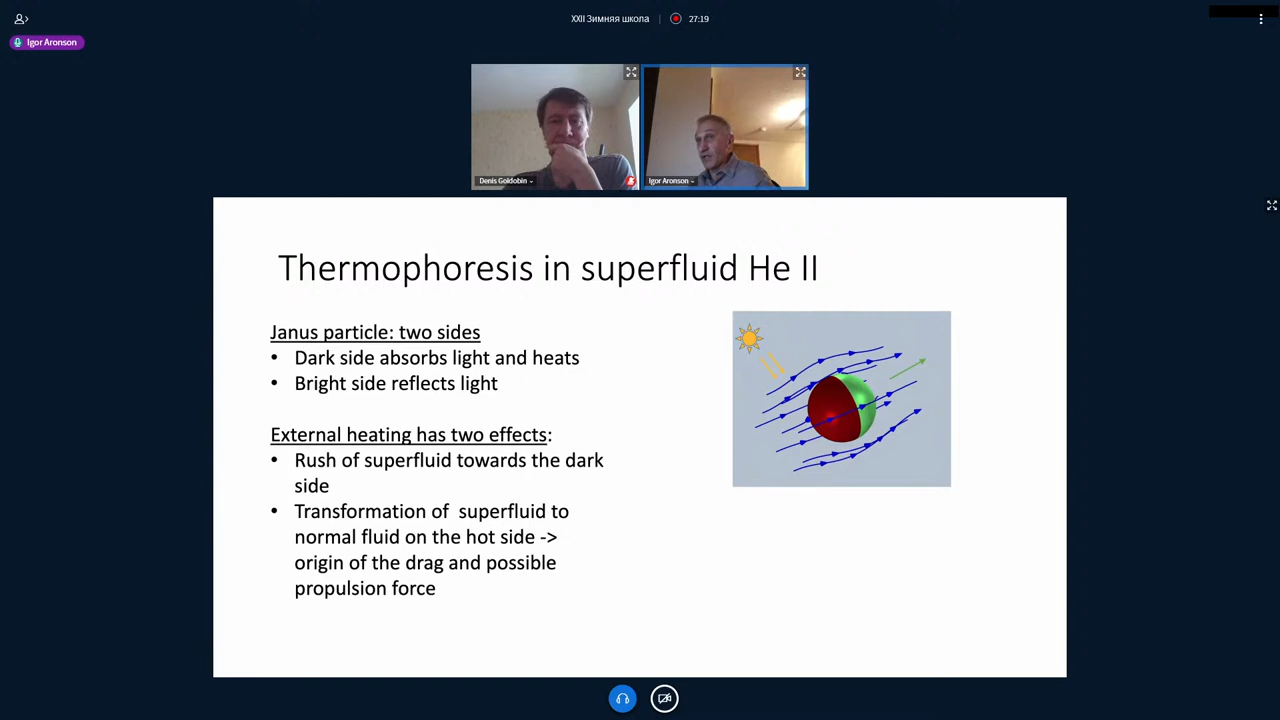 XXII Зимняя школа
27:19
Igor Aronson
Denis Goldobin
Igor Aronson
Thermophoresis in superfluid He II
Janus particle: two sides
• Dark side absorbs light and heats
• Bright side reflects light
External heating has two effects:
• Rush of superfluid towards the dark
side
• Transformation of superfluid to
normal fluid on the hot side ->
origin of the drag and possible
propulsion force